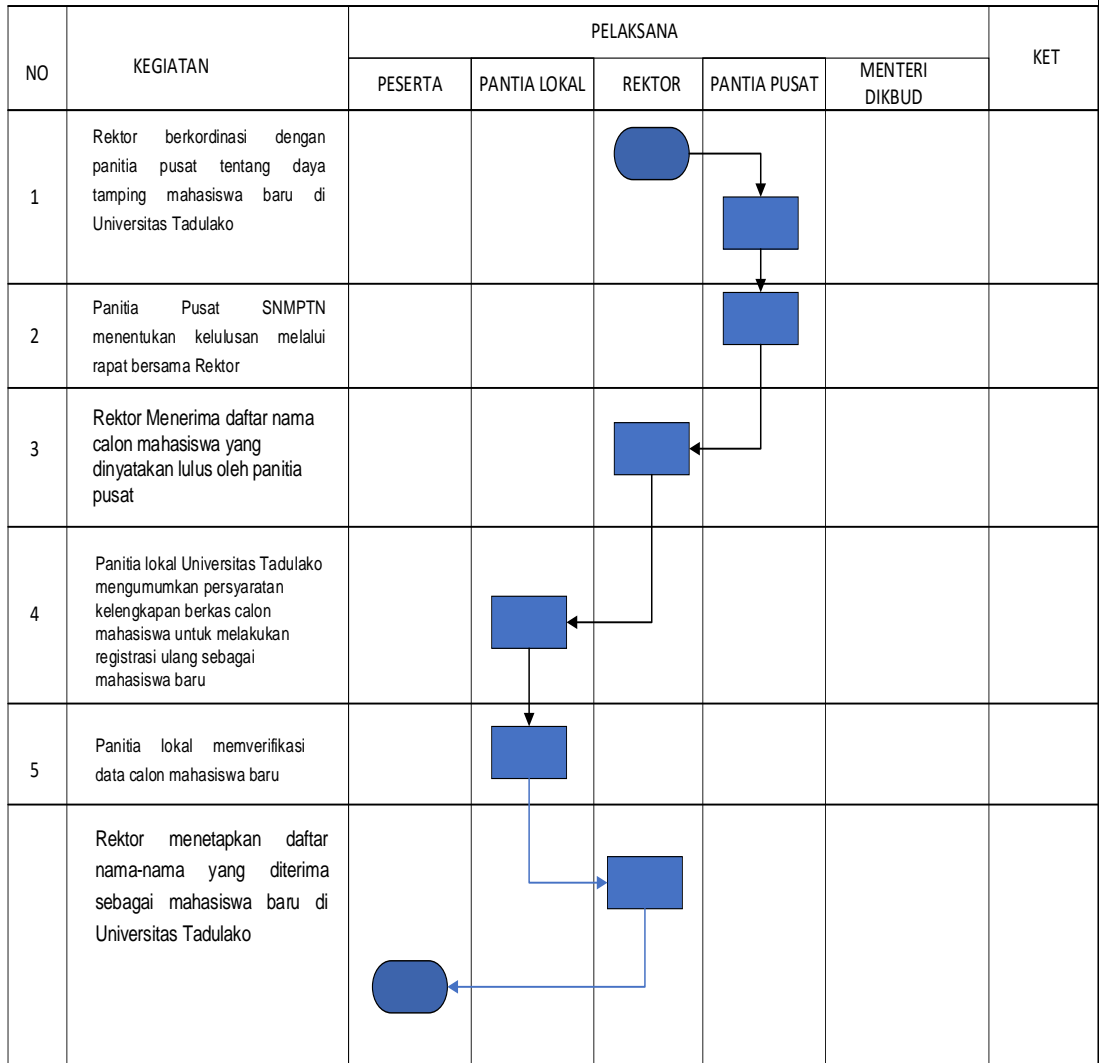 NO
KEGIATAN
PELAKSANA
KET
PESERTA
PANTIA LOKAL
REKTOR
PANTIA PUSAT
MENTERI
DIKBUD
1
Rektor berkordinasi dengan
panitia pusat tentang daya
tamping mahasiswa baru di
Universitas Tadulako
2
Panitia Pusat SNMPTN
menentukan kelulusan melalui
rapat bersama Rektor
3
Rektor Menerima daftar nama
calon mahasiswa yang
dinyatakan lulus oleh panitia
pusat
4
Panitia lokal Universitas Tadulako
mengumumkan persyaratan
kelengkapan berkas calon
mahasiswa untuk melakukan
registrasi ulang sebagai
mahasiswa baru
5
Panitia lokal memverifikasi
data calon mahasiswa baru
Rektor menetapkan daftar
nama-nama yang diterima
sebagai mahasiswa baru di
Universitas Tadulako